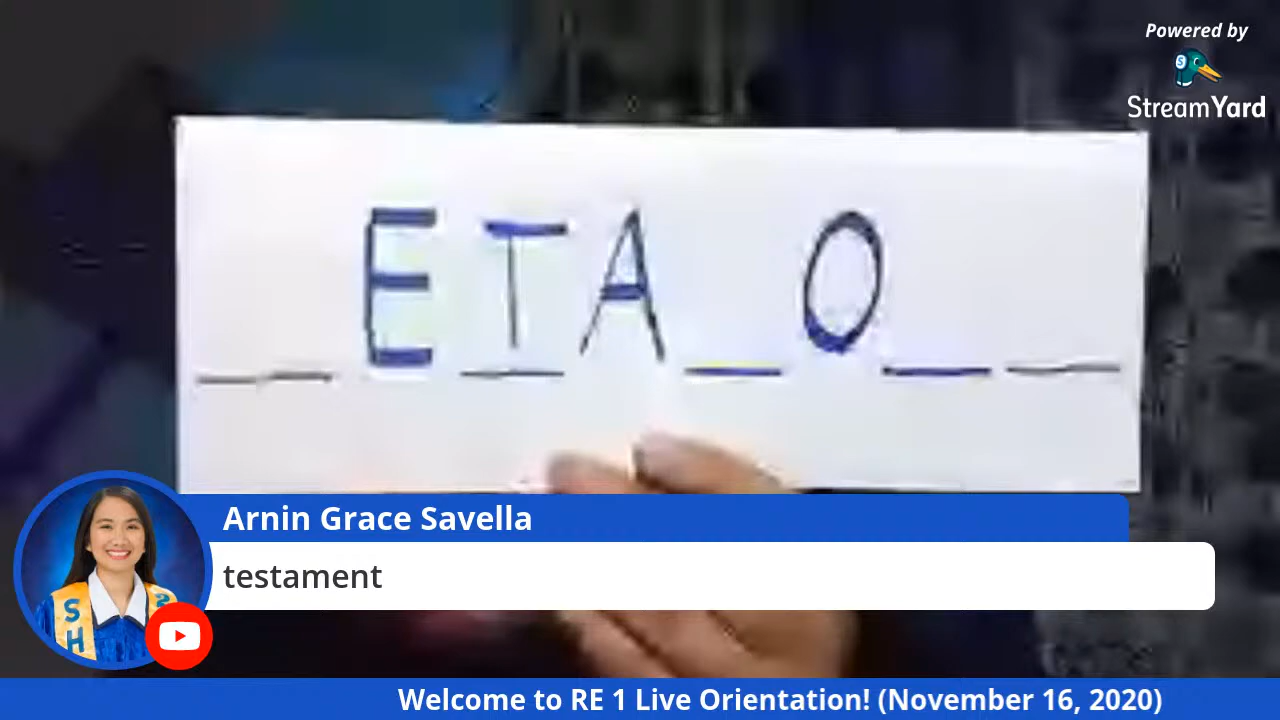 Powered by
StreamYard
_ E T A _ O _ _
Arnin Grace Savella
testament
S H
Welcome to RE 1 Live Orientation! (November 16, 2020)